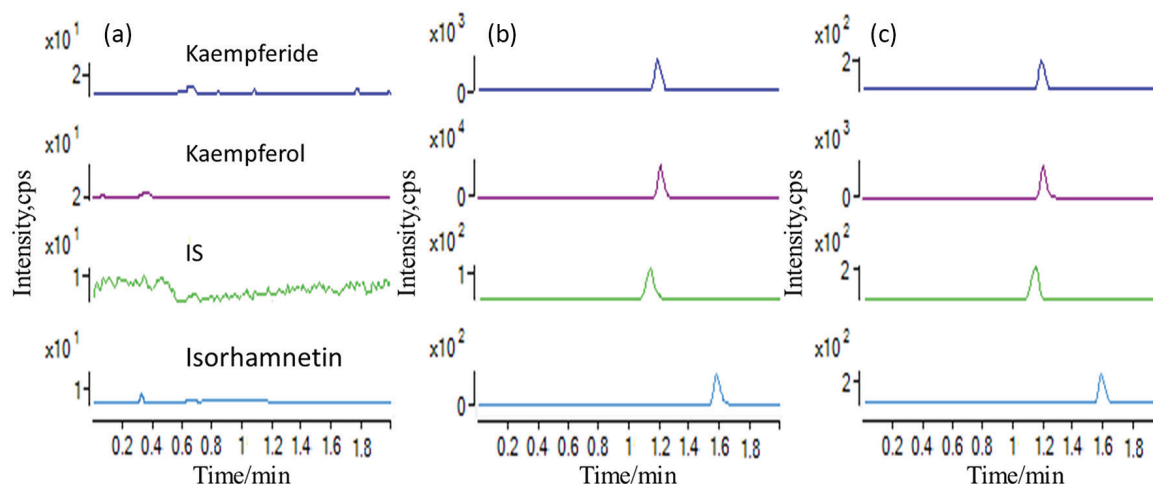 (a)
x10¹
Kaempferide
2
x10¹
Kaempferol
2
x10¹
IS
1
x10¹
Isorhamnetin
1
Intensity,cps
0.2 0.4 0.6 0.8 1 1.2 1.4 1.6 1.8
Time/min
(b)
x10³
0
x10⁴
0
x10²
1
x10²
0
Intensity,cps
0.2 0.4 0.6 0.8 1 1.2 1.4 1.6 1.8
Time/min
(c)
x10²
2
x10³
0
x10²
2
x10²
2
Intensity,cps
0.2 0.4 0.6 0.8 1 1.2 1.4 1.6 1.8
Time/min